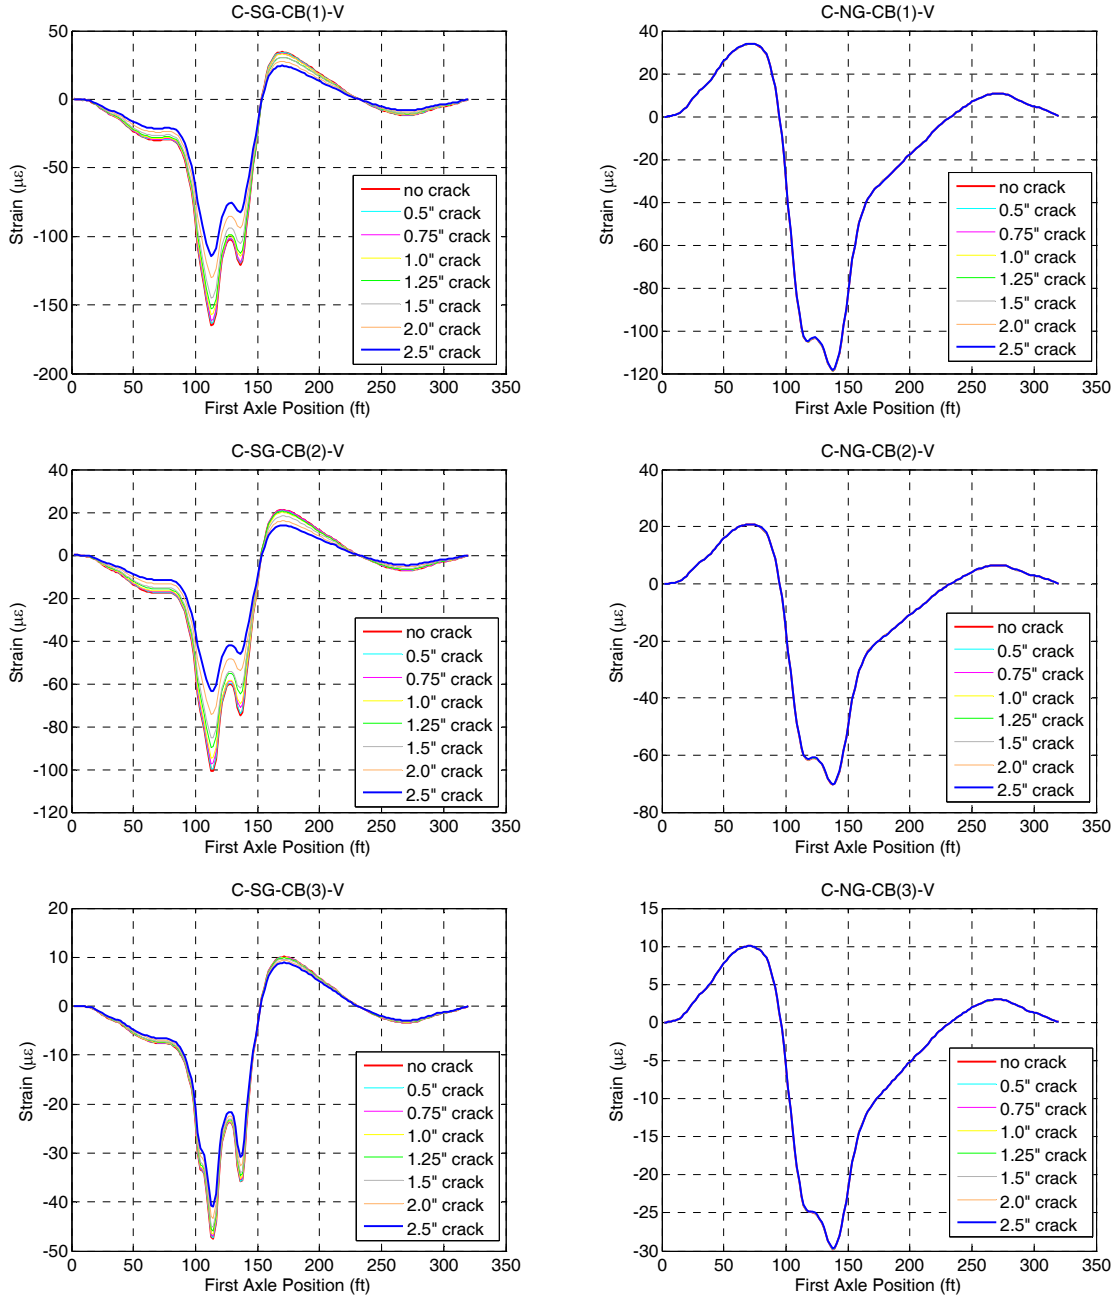 C-SG-CB(1)-V
50
0
-50
-100
-150
-200
Strain (με)
no crack
0.5" crack
0.75" crack
1.0" crack
1.25" crack
1.5" crack
2.0" crack
2.5" crack
0 50 100 150 200 250 300 350
First Axle Position (ft)
C-NG-CB(1)-V
40
20
0
-20
-40
-60
-80
-100
-120
Strain (με)
no crack
0.5" crack
0.75" crack
1.0" crack
1.25" crack
1.5" crack
2.0" crack
2.5" crack
0 50 100 150 200 250 300 350
First Axle Position (ft)
C-SG-CB(2)-V
40
20
0
-20
-40
-60
-80
-100
-120
Strain (με)
no crack
0.5" crack
0.75" crack
1.0" crack
1.25" crack
1.5" crack
2.0" crack
2.5" crack
0 50 100 150 200 250 300 350
First Axle Position (ft)
C-NG-CB(2)-V
40
20
0
-20
-40
-60
-80
Strain (με)
no crack
0.5" crack
0.75" crack
1.0" crack
1.25" crack
1.5" crack
2.0" crack
2.5" crack
0 50 100 150 200 250 300 350
First Axle Position (ft)
C-SG-CB(3)-V
20
10
0
-10
-20
-30
-40
-50
Strain (με)
no crack
0.5" crack
0.75" crack
1.0" crack
1.25" crack
1.5" crack
2.0" crack
2.5" crack
0 50 100 150 200 250 300 350
First Axle Position (ft)
C-NG-CB(3)-V
15
10
5
0
-5
-10
-15
-20
-25
-30
Strain (με)
no crack
0.5" crack
0.75" crack
1.0" crack
1.25" crack
1.5" crack
2.0" crack
2.5" crack
0 50 100 150 200 250 300 350
First Axle Position (ft)